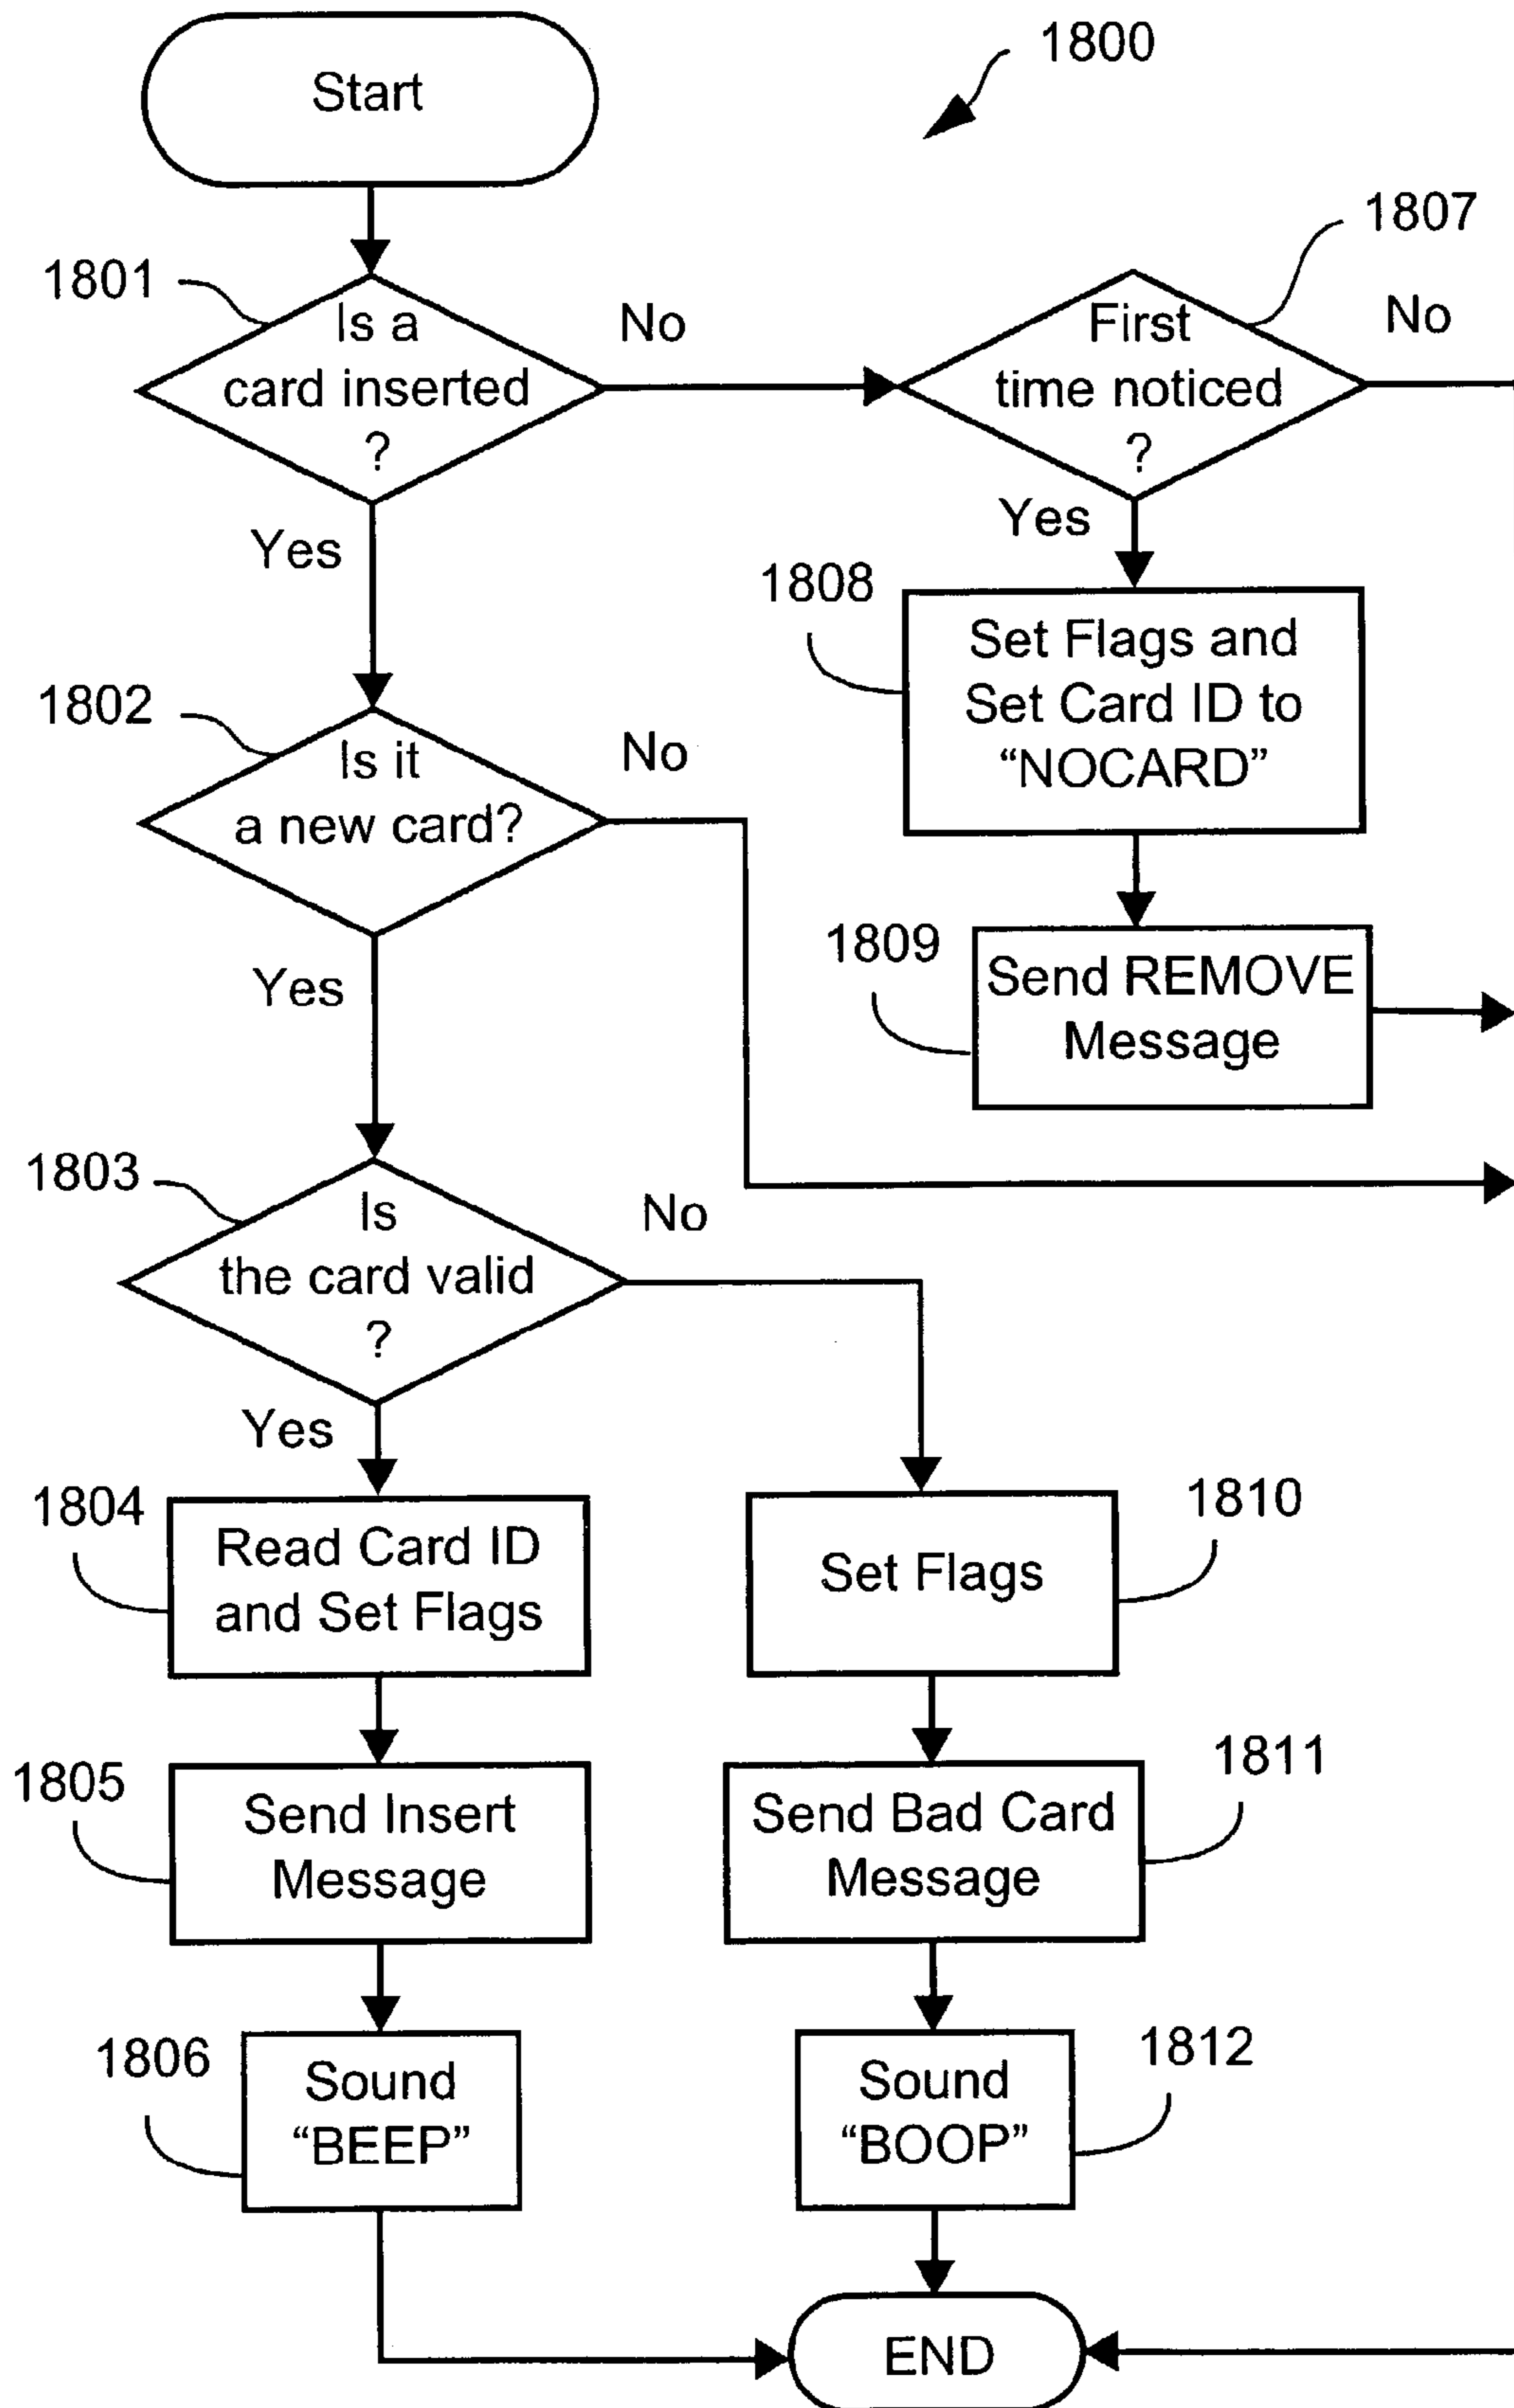 Start
1800
1801
Is a
card inserted
?
No
1807
First
time noticed
?
No
Yes
Yes
1808
Set Flags and
Set Card ID to
“NOCARD”
1802
Is it
a new card?
No
1809
Send REMOVE
Message
Yes
1803
Is
the card valid
?
No
Yes
1804
Read Card ID
and Set Flags
1810
Set Flags
1805
Send Insert
Message
1811
Send Bad Card
Message
1806
Sound
“BEEP”
1812
Sound
“BOOP”
END